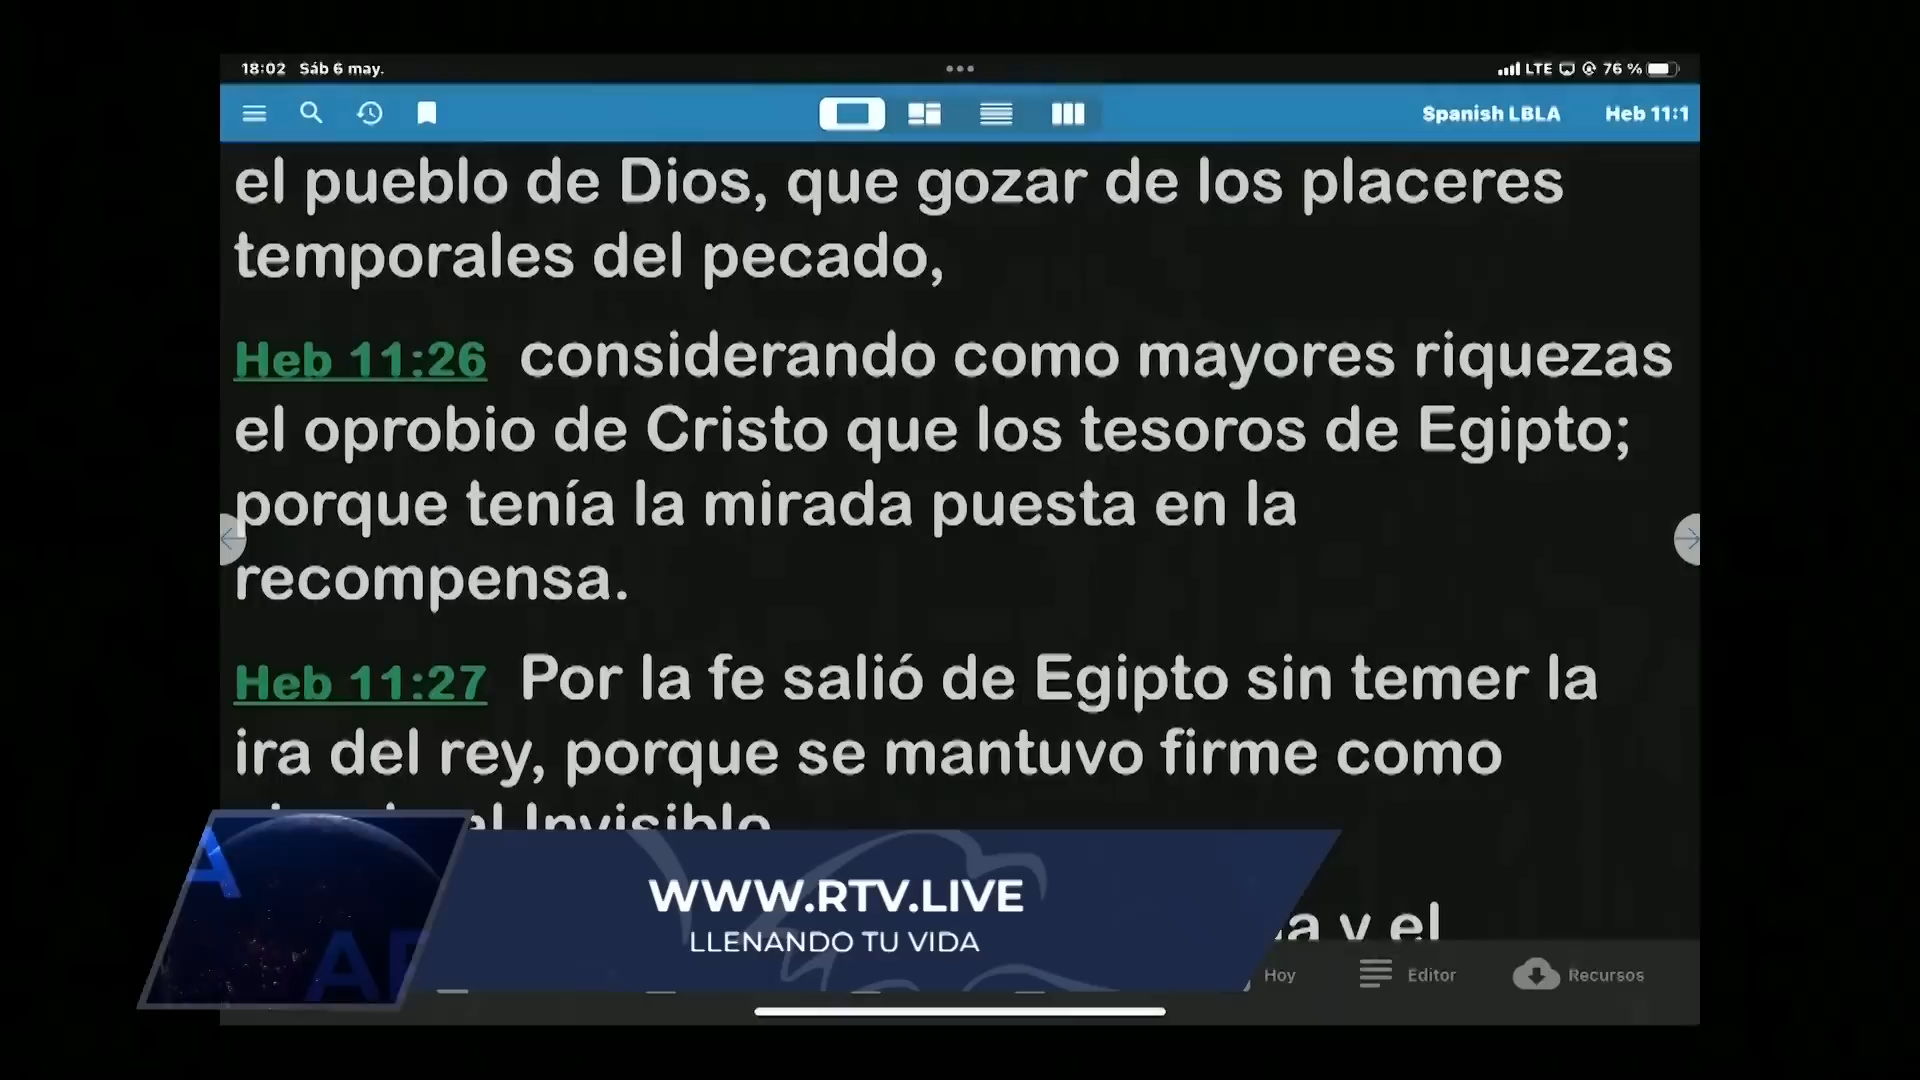 18:02 Sáb 6 may.
LTE 76 %
Spanish LBLA Heb 11:1
el pueblo de Dios, que gozar de los placeres
temporales del pecado,
Heb 11:26 considerando como mayores riquezas
el oprobio de Cristo que los tesoros de Egipto;
porque tenía la mirada puesta en la
recompensa.
Heb 11:27 Por la fe salió de Egipto sin temer la
ira del rey, porque se mantuvo firme como
al Invisible
y el
WWW.RTV.LIVE
LLENANDO TU VIDA
Hoy Editor Recursos